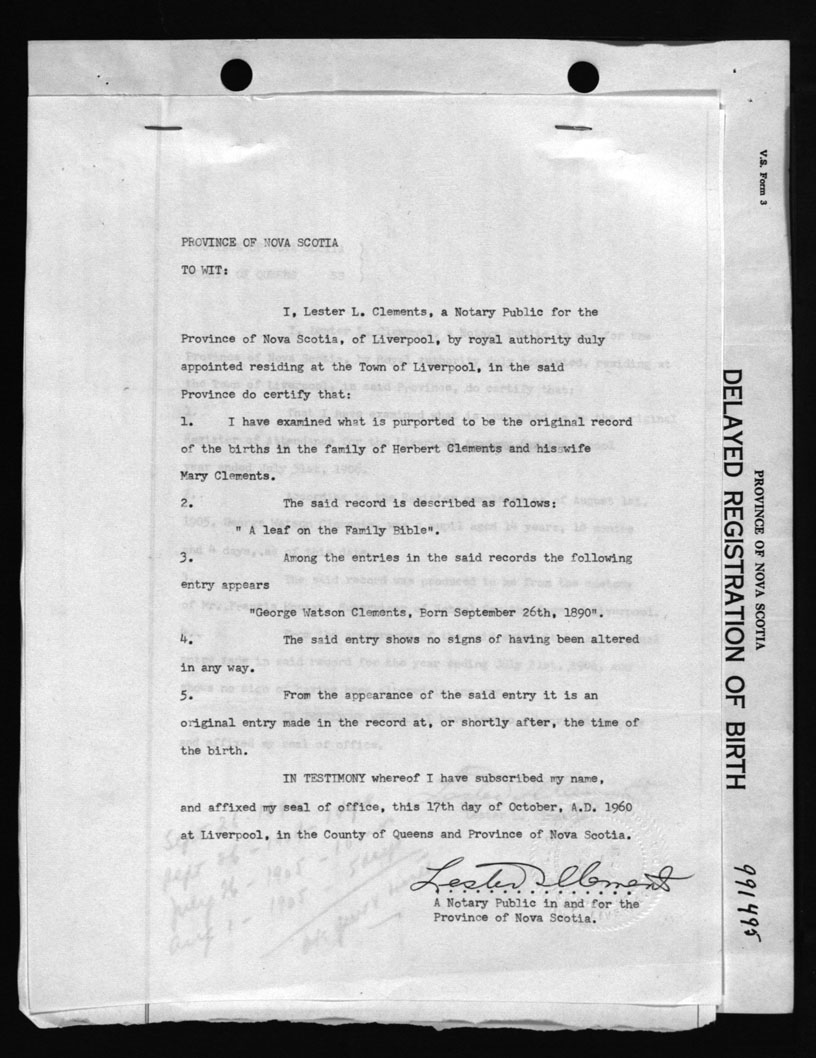 PROVINCE OF NOVA SCOTIA
TO WIT:
I, Lester L. Clements, a Notary Public for the
Province of Nova Scotia, of Liverpool, by royal authority duly
appointed residing at the Town of Liverpool, in the said
Province do certify that:
1. I have examined what is purported to be the original record
of the births in the family of Herbert Clements and his wife
Mary Clements.
2. The said record is described as follows:
" A leaf on the Family Bible".
3. Among the entries in the said records the following
entry appears
"George Watson Clements, Born September 26th, 1890".
4. The said entry shows no signs of having been altered
in any way.
5. From the appearance of the said entry it is an
original entry made in the record at, or shortly after, the time of
the birth.
IN TESTIMONY whereof I have subscribed my name,
and affixed my seal of office, this 17th day of October, A.D. 1960
at Liverpool, in the County of Queens and Province of Nova Scotia.
Lester L Clements
A Notary Public in and for the
Province of Nova Scotia.
V.S. Form 3
PROVINCE OF NOVA SCOTIA
DELAYED REGISTRATION OF BIRTH
991495